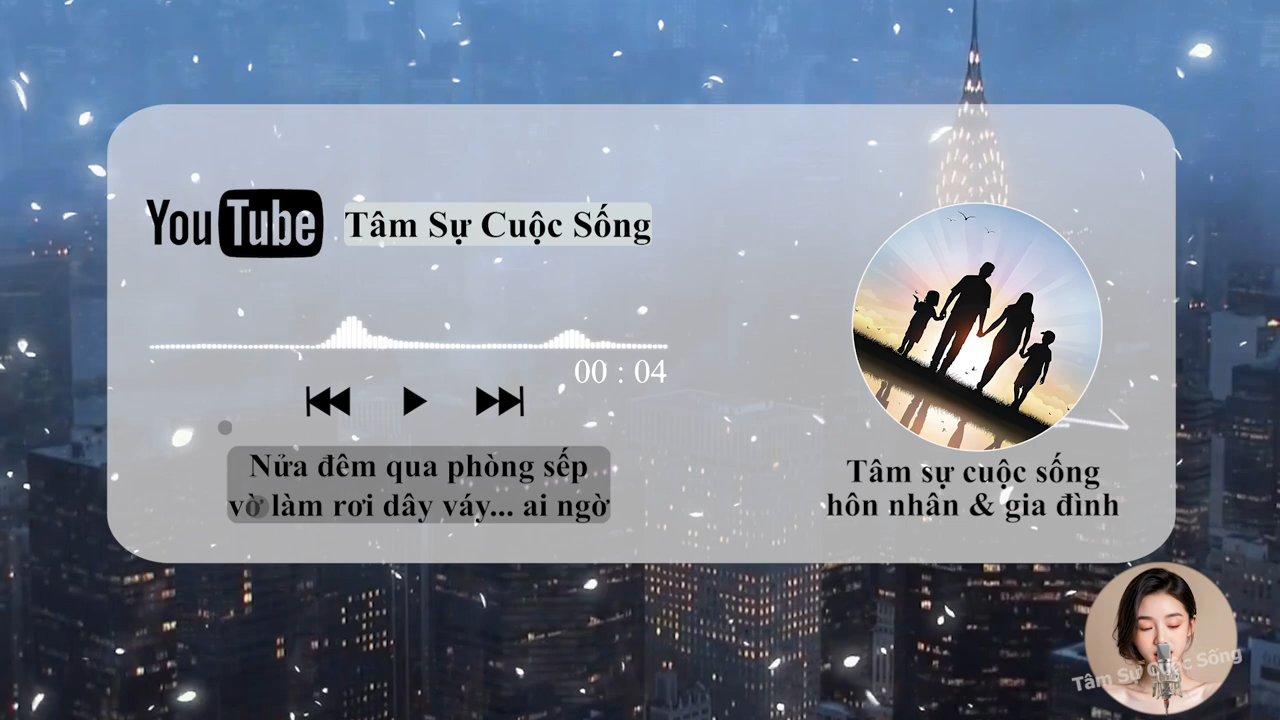 YouTube
Tâm Sự Cuộc Sống
00 : 04
Nửa đêm qua phòng sếp
vờ làm rơi dây váy... ai ngờ
Tâm sự cuộc sống
hôn nhân & gia đình
Tâm Sự Cuộc Sống